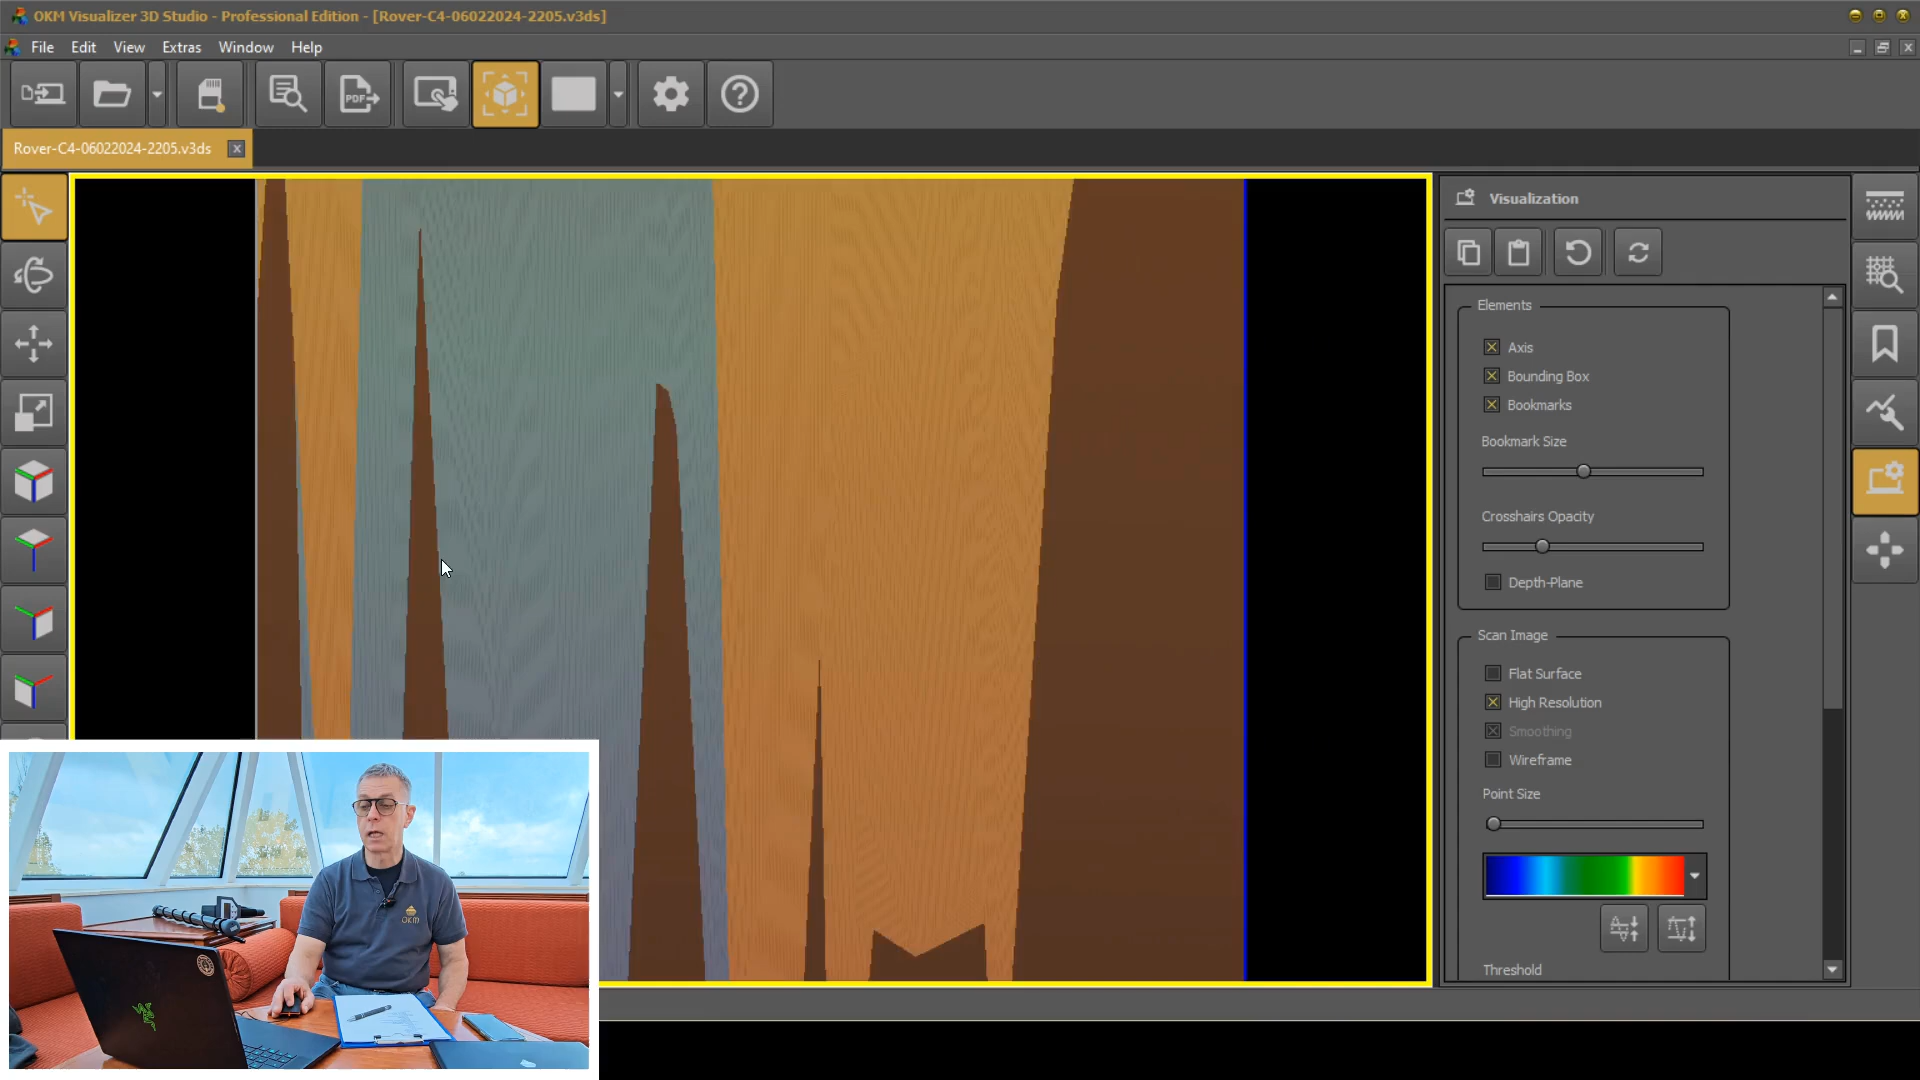 OKM Visualizer 3D Studio - Professional Edition - [Rover-C4-06022024-2205.v3ds]
File Edit View Extras Window Help
PDF
Rover-C4-06022024-2205.v3ds
Visualization
Elements
Axis
Bounding Box
Bookmarks
Bookmark Size
Crosshairs Opacity
Depth-Plane
Scan Image
Flat Surface
High Resolution
Smoothing
Wireframe
Point Size
Threshold
OKM